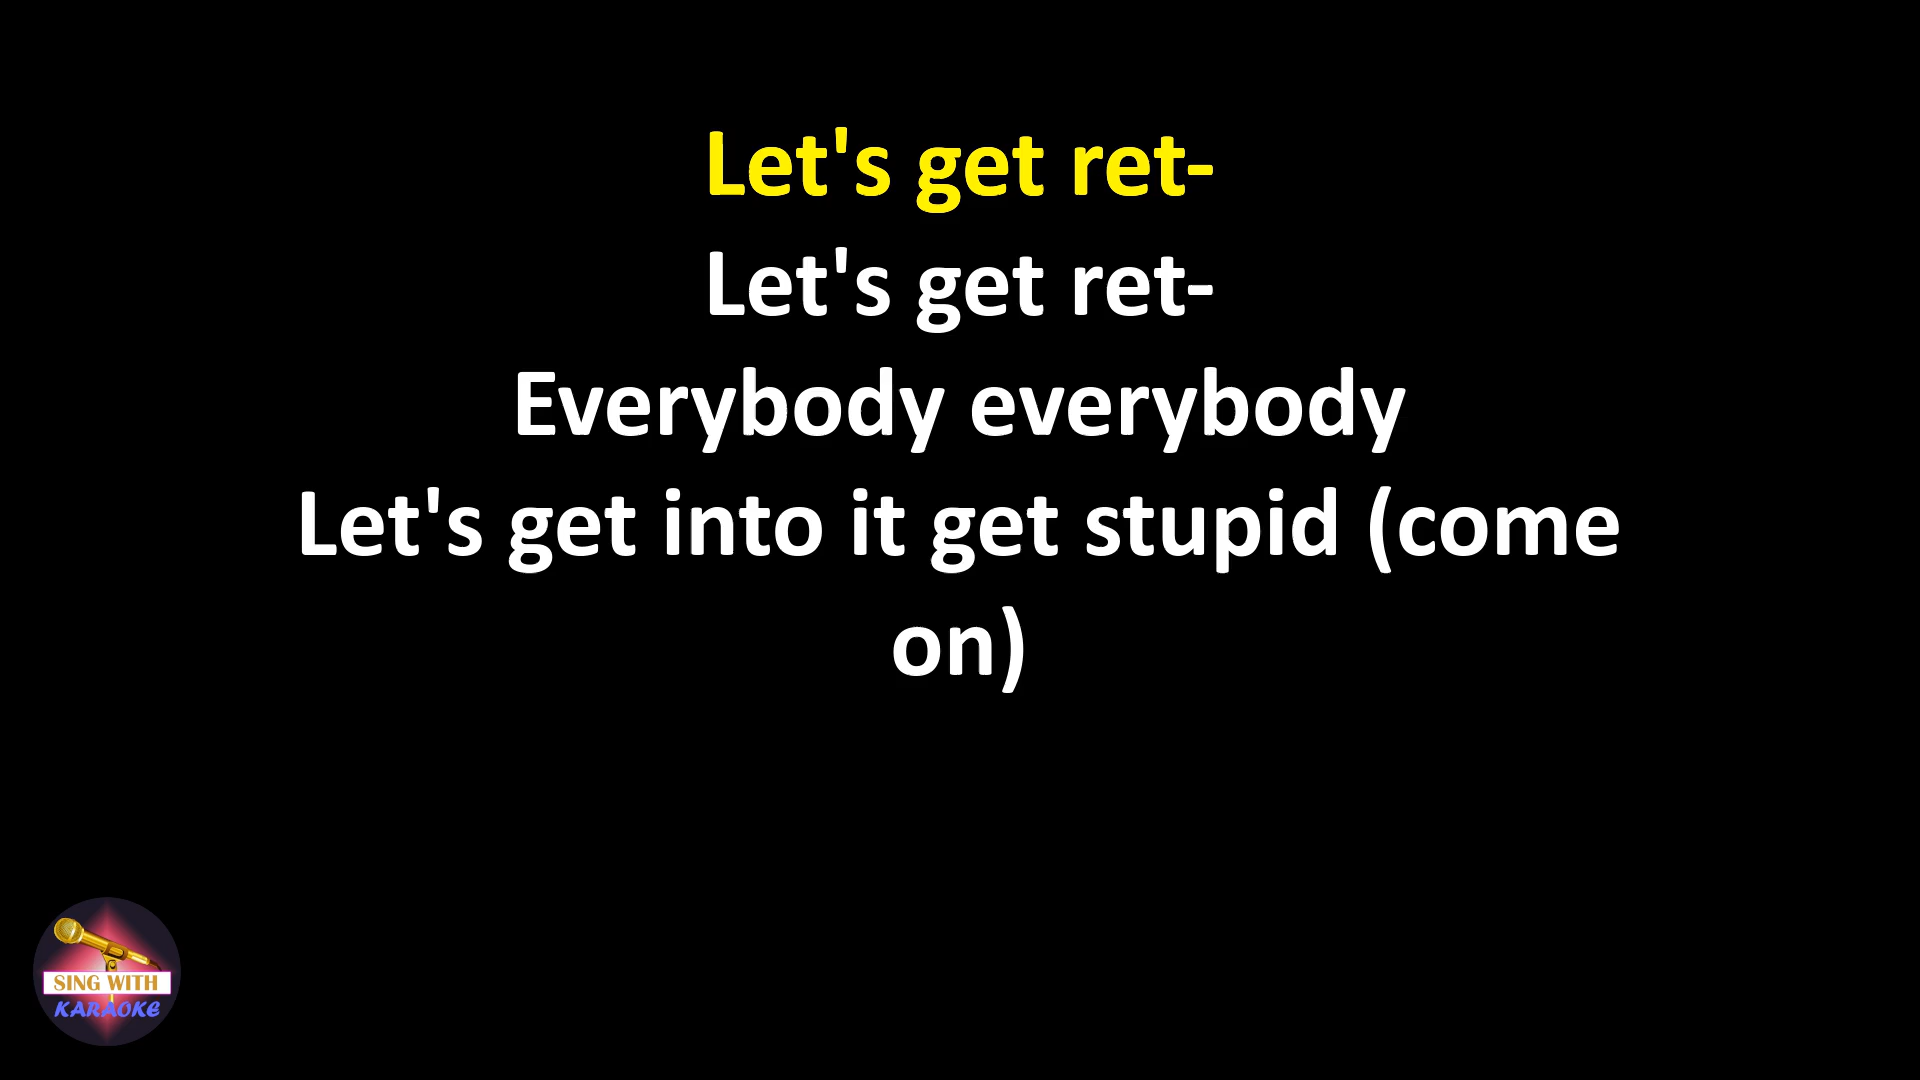 Let's get ret-
Let's get ret-
Everybody everybody
Let's get into it get stupid (come
on)
SING WITH
KARAOKE